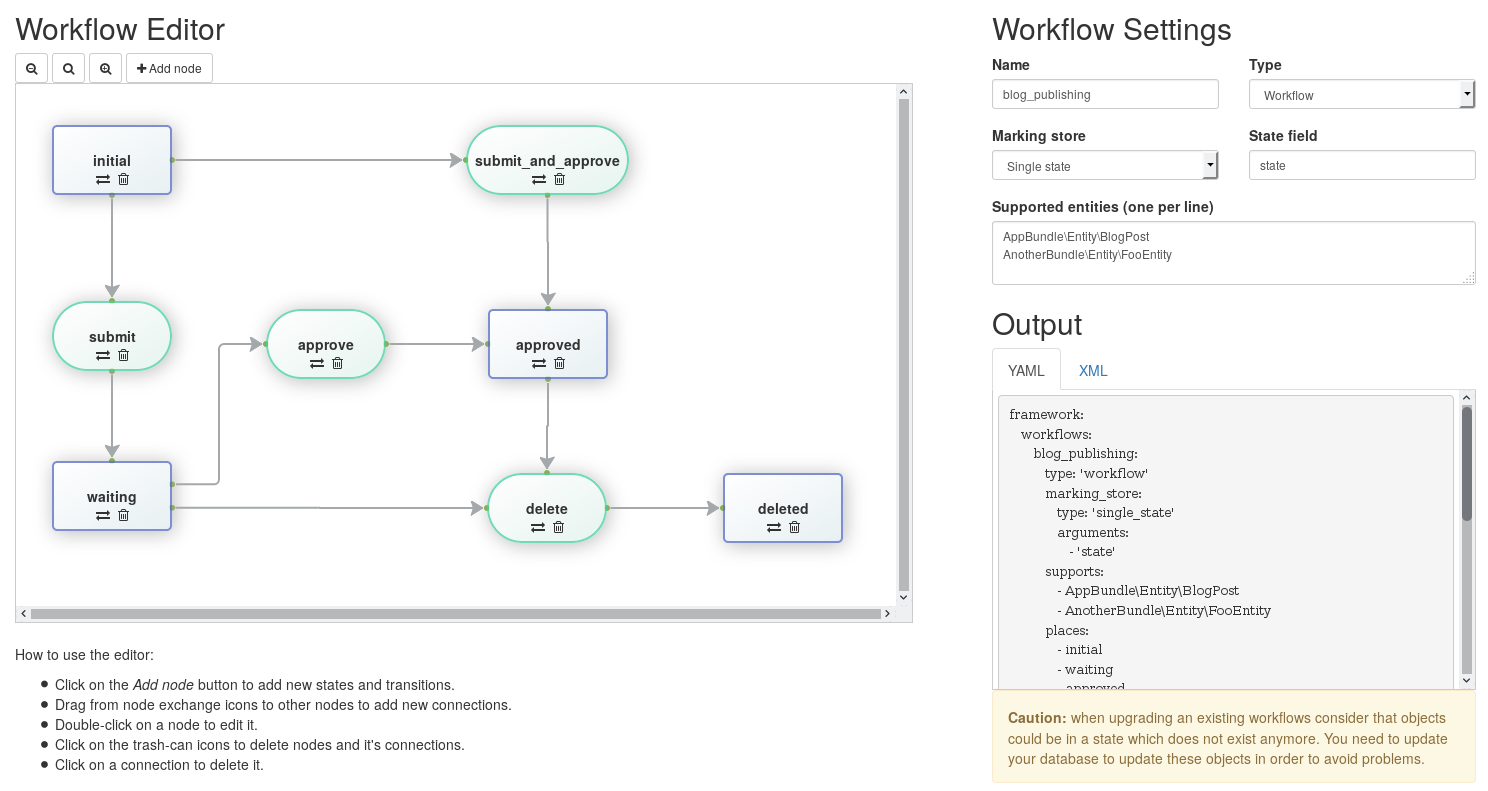 Workflow Editor
Add node
initial
submit_and_approve
submit
approve
approved
waiting
delete
deleted
How to use the editor:
Click on the Add node button to add new states and transitions.
Drag from node exchange icons to other nodes to add new connections.
Double-click on a node to edit it.
Click on the trash-can icons to delete nodes and it's connections.
Click on a connection to delete it.
Workflow Settings
Name
Type
blog_publishing
Workflow
Marking store
State field
Single state
state
Supported entities (one per line)
AppBundle\Entity\BlogPost
AnotherBundle\Entity\FooEntity
Output
YAML
XML
framework:
workflows:
blog_publishing:
type: 'workflow'
marking_store:
type: 'single_state'
arguments:
- 'state'
supports:
- AppBundle\Entity\BlogPost
- AnotherBundle\Entity\FooEntity
places:
- initial
- waiting
- approved
Caution: when upgrading an existing workflows consider that objects
could be in a state which does not exist anymore. You need to update
your database to update these objects in order to avoid problems.